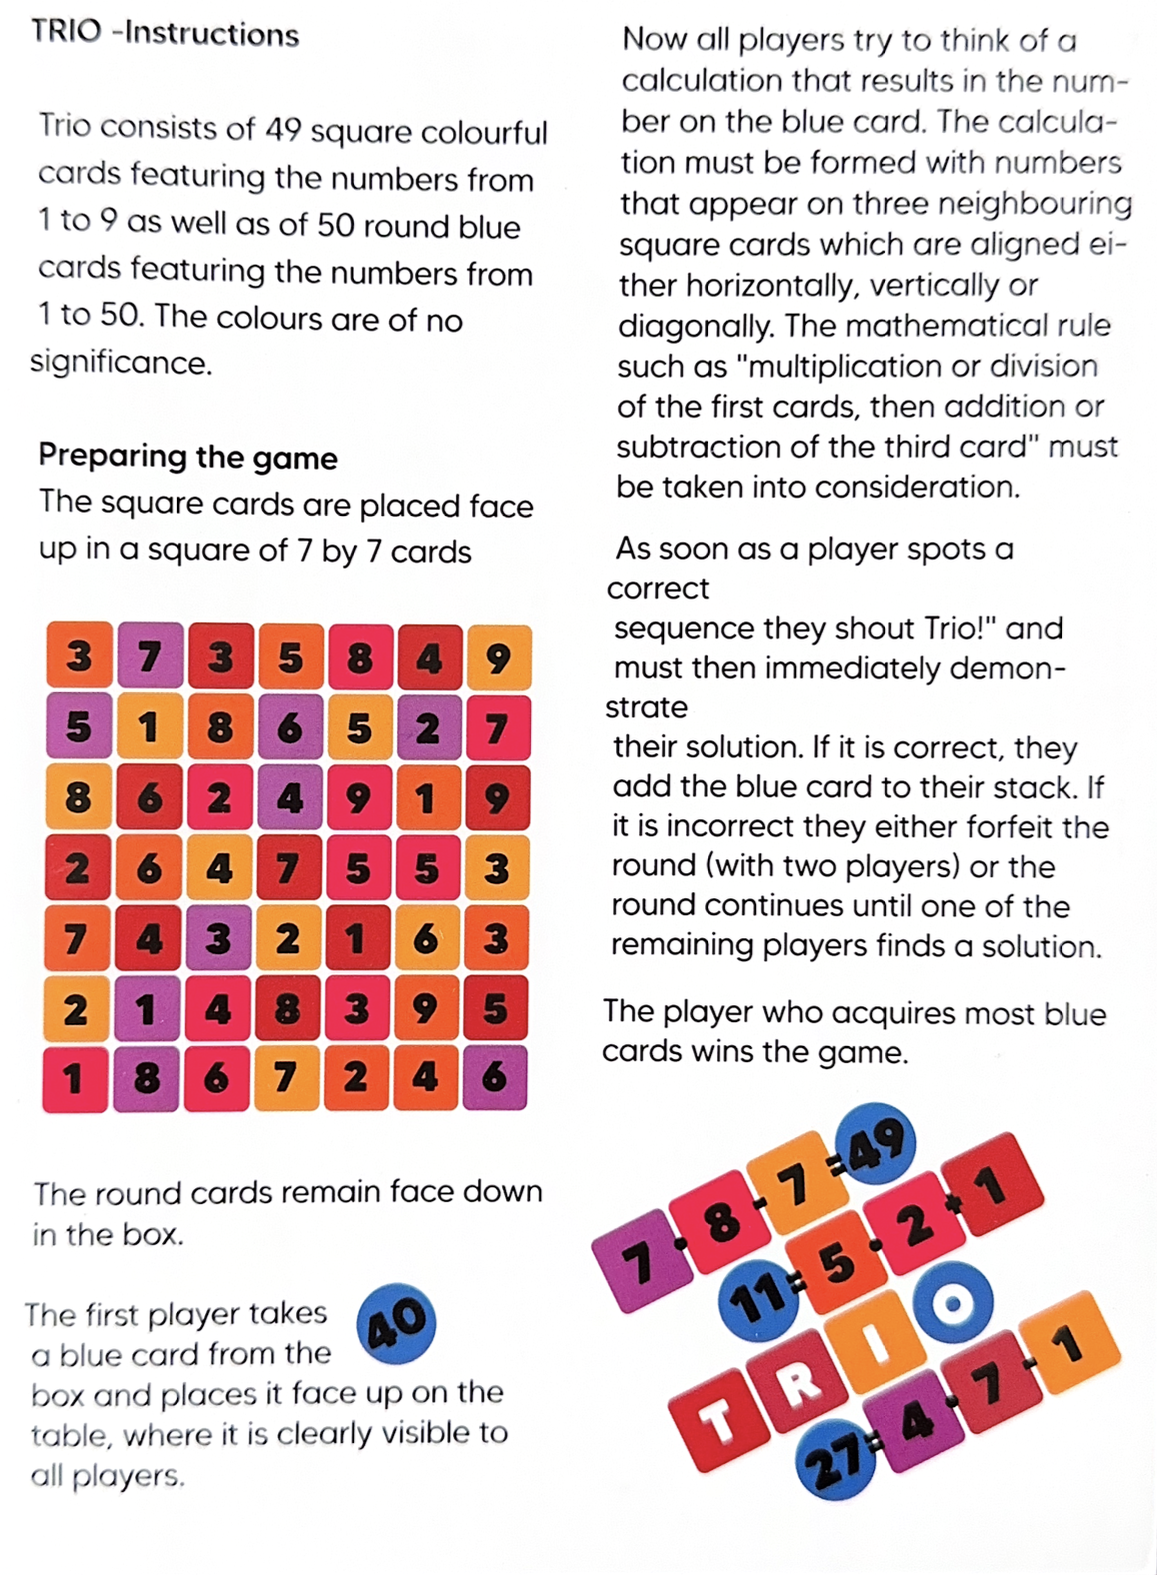 TRIO -Instructions
Trio consists of 49 square colourful
cards featuring the numbers from
1 to 9 as well as of 50 round blue
cards featuring the numbers from
1 to 50. The colours are of no
significance.
Preparing the game
The square cards are placed face
up in a square of 7 by 7 cards
3 7 3 5 8 4 9
5 1 8 6 5 2 7
8 6 2 4 9 1 9
2 6 4 7 5 5 3
7 4 3 2 1 6 3
2 1 4 8 3 9 5
1 8 6 7 2 4 6
The round cards remain face down
in the box.
The first player takes
a blue card from the
box and places it face up on the
table, where it is clearly visible to
all players.
40
Now all players try to think of a
calculation that results in the num-
ber on the blue card. The calcula-
tion must be formed with numbers
that appear on three neighbouring
square cards which are aligned ei-
ther horizontally, vertically or
diagonally. The mathematical rule
such as "multiplication or division
of the first cards, then addition or
subtraction of the third card" must
be taken into consideration.
As soon as a player spots a
correct
sequence they shout Trio!" and
must then immediately demon-
strate
their solution. If it is correct, they
add the blue card to their stack. If
it is incorrect they either forfeit the
round (with two players) or the
round continues until one of the
remaining players finds a solution.
The player who acquires most blue
cards wins the game.
7·8-7=49
11=5·2+1
TRIO
27=4·7-1